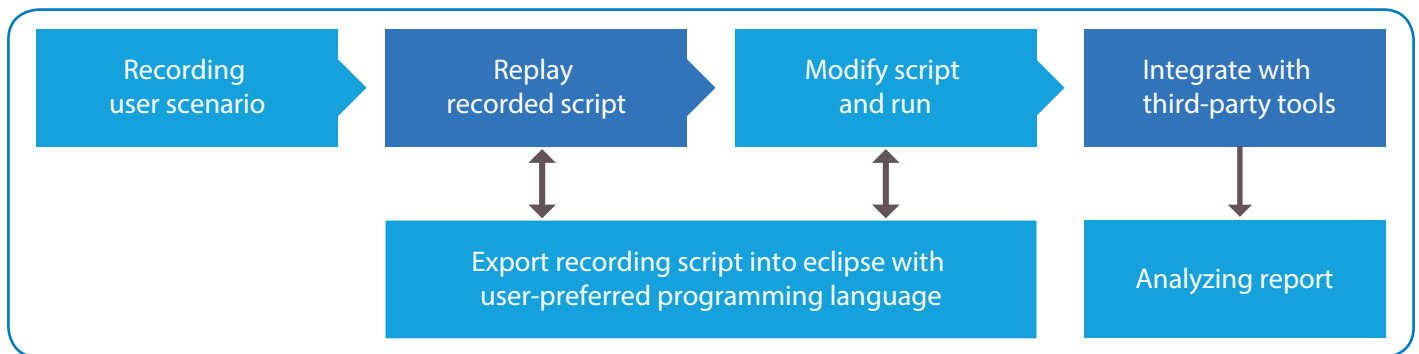 Recording
user scenario
Replay
recorded script
Modify script
and run
Integrate with
third-party tools
Export recording script into eclipse with
user-preferred programming language
Analyzing report